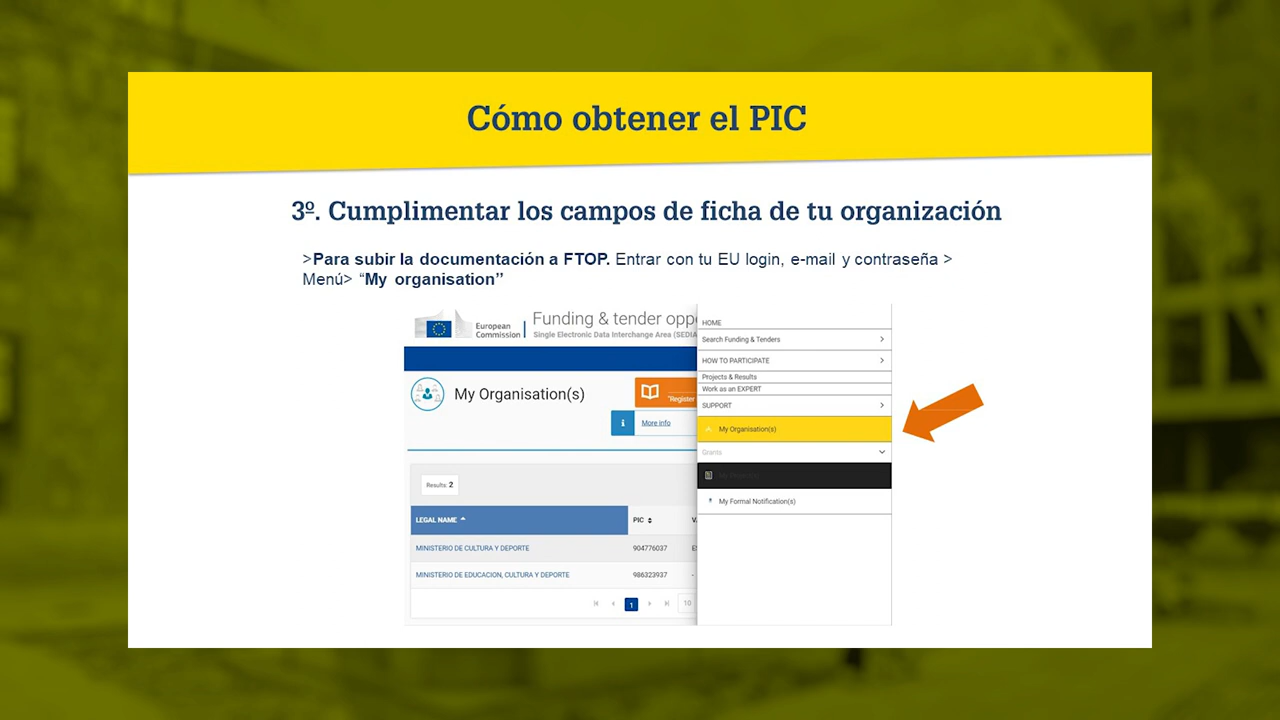 Cómo obtener el PIC
3º. Cumplimentar los campos de ficha de tu organización
>Para subir la documentación a FTOP. Entrar con tu EU login, e-mail y contraseña >
Menú> “My organisation”
European
Commission
Funding & tender oppo
Single Electronic Data Interchange Area (SEDIA
My Organisation(s)
"Register
i
More info
Results: 2
LEGAL NAME
PIC
MINISTERIO DE CULTURA Y DEPORTE
904776037
ES
MINISTERIO DE EDUCACION, CULTURA Y DEPORTE
986323937
-
1
10
HOME
Search Funding & Tenders
HOW TO PARTICIPATE
Projects & Results
Work as an EXPERT
SUPPORT
My Organisation(s)
Grants
My Formal Notification(s)